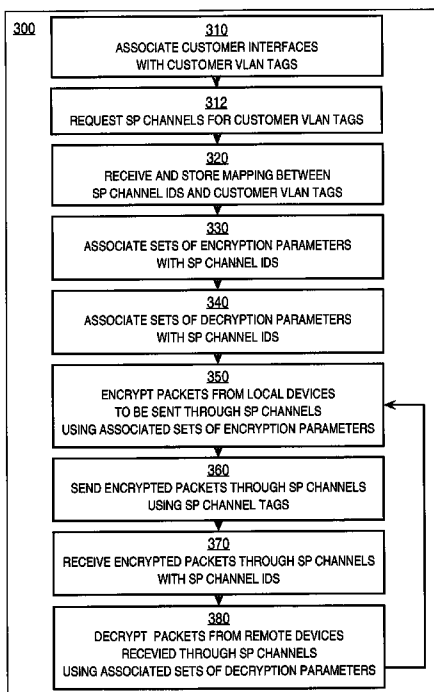 300
310
ASSOCIATE CUSTOMER INTERFACES
WITH CUSTOMER VLAN TAGS
312
REQUEST SP CHANNELS FOR CUSTOMER VLAN TAGS
320
RECEIVE AND STORE MAPPING BETWEEN
SP CHANNEL IDS AND CUSTOMER VLAN TAGS
330
ASSOCIATE SETS OF ENCRYPTION PARAMETERS
WITH SP CHANNEL IDS
340
ASSOCIATE SETS OF DECRYPTION PARAMETERS
WITH SP CHANNEL IDS
350
ENCRYPT PACKETS FROM LOCAL DEVICES
TO BE SENT THROUGH SP CHANNELS
USING ASSOCIATED SETS OF ENCRYPTION PARAMETERS
360
SEND ENCRYPTED PACKETS THROUGH SP CHANNELS
USING SP CHANNEL TAGS
370
RECEIVE ENCRYPTED PACKETS THROUGH SP CHANNELS
WITH SP CHANNEL IDS
380
DECRYPT PACKETS FROM REMOTE DEVICES
RECEVIED THROUGH SP CHANNELS
USING ASSOCIATED SETS OF DECRYPTION PARAMETERS